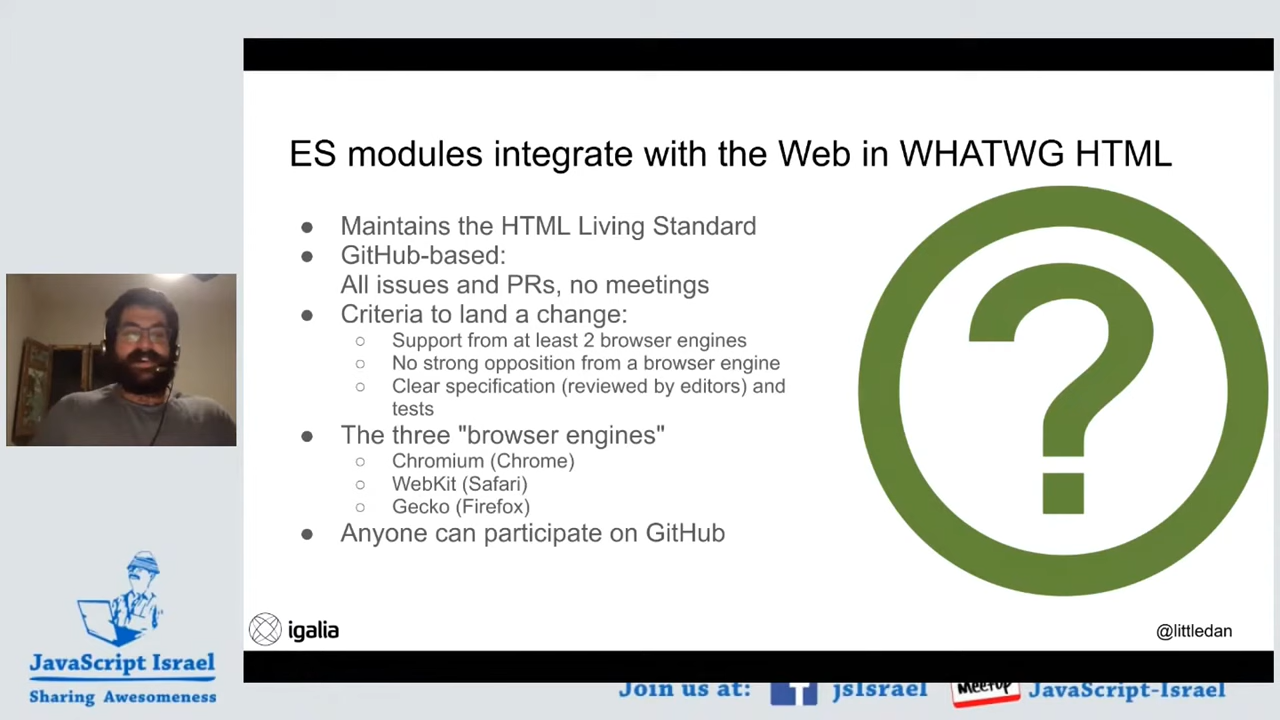 ES modules integrate with the Web in WHATWG HTML
● Maintains the HTML Living Standard
● GitHub-based:
All issues and PRs, no meetings
● Criteria to land a change:
○ Support from at least 2 browser engines
○ No strong opposition from a browser engine
○ Clear specification (reviewed by editors) and
tests
● The three "browser engines"
○ Chromium (Chrome)
○ WebKit (Safari)
○ Gecko (Firefox)
● Anyone can participate on GitHub
igalia
@littledan
JavaScript Israel
Sharing Awesomeness
Join us at: f jsIsrael Meetup JavaScript-Israel